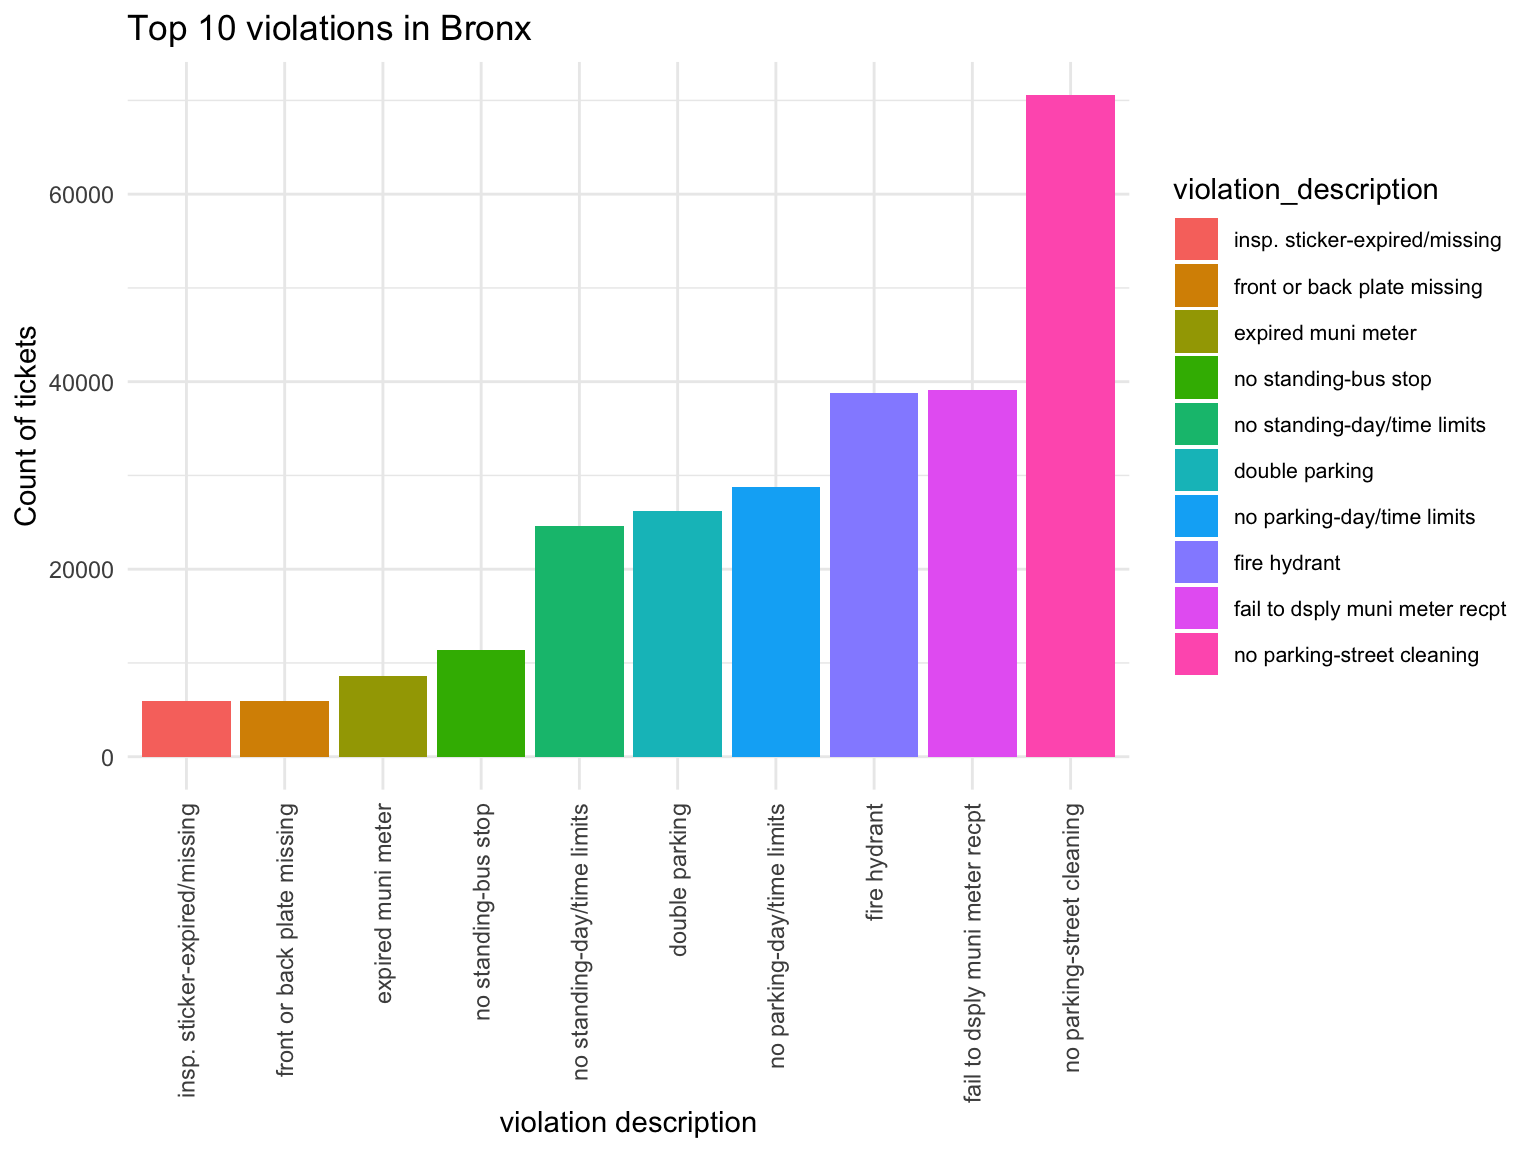 Top 10 violations in Bronx
Count of tickets
60000
40000
20000
0
insp. sticker-expired/missing
front or back plate missing
expired muni meter
no standing-bus stop
no standing-day/time limits
double parking
no parking-day/time limits
fire hydrant
fail to dsply muni meter recpt
no parking-street cleaning
violation description
violation_description
insp. sticker-expired/missing
front or back plate missing
expired muni meter
no standing-bus stop
no standing-day/time limits
double parking
no parking-day/time limits
fire hydrant
fail to dsply muni meter recpt
no parking-street cleaning